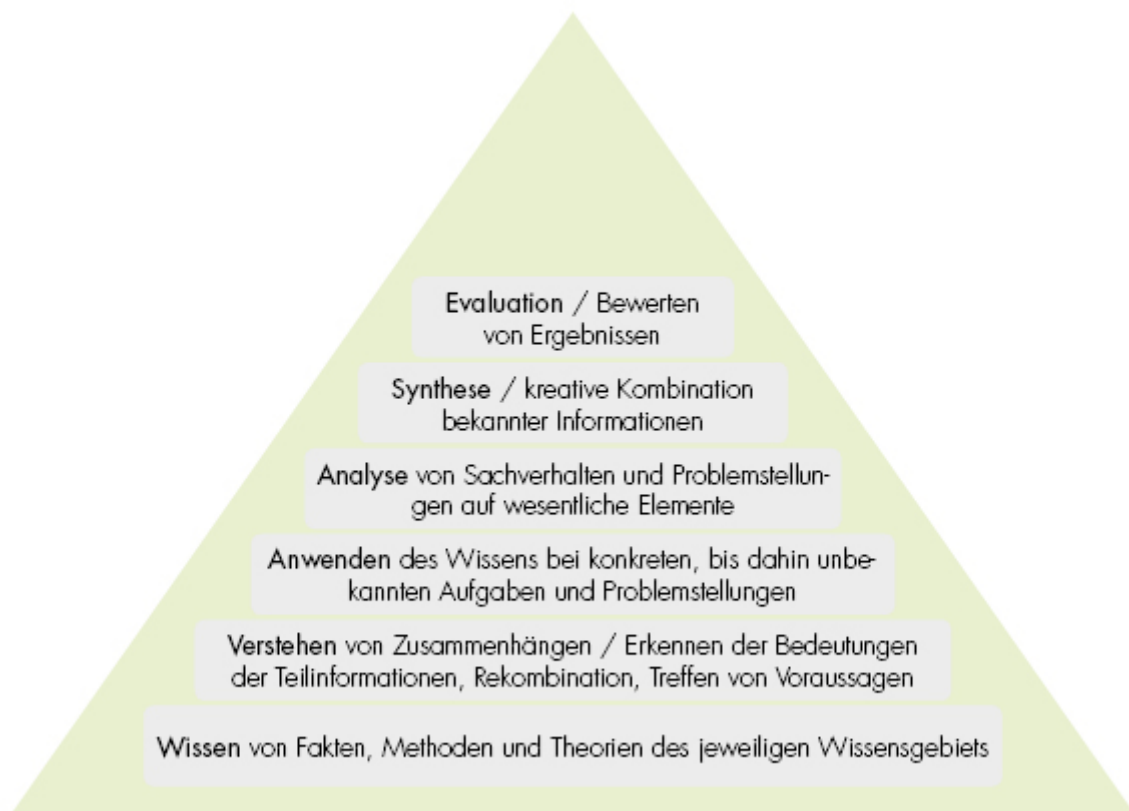 Evaluation / Bewerten
von Ergebnissen
Synthese / kreative Kombination
bekannter Informationen
Analyse von Sachverhalten und Problemstellun-
gen auf wesentliche Elemente
Anwenden des Wissens bei konkreten, bis dahin unbe-
kannten Aufgaben und Problemstellungen
Verstehen von Zusammenhängen / Erkennen der Bedeutungen
der Teilinformationen, Rekombination, Treffen von Voraussagen
Wissen von Fakten, Methoden und Theorien des jeweiligen Wissensgebiets